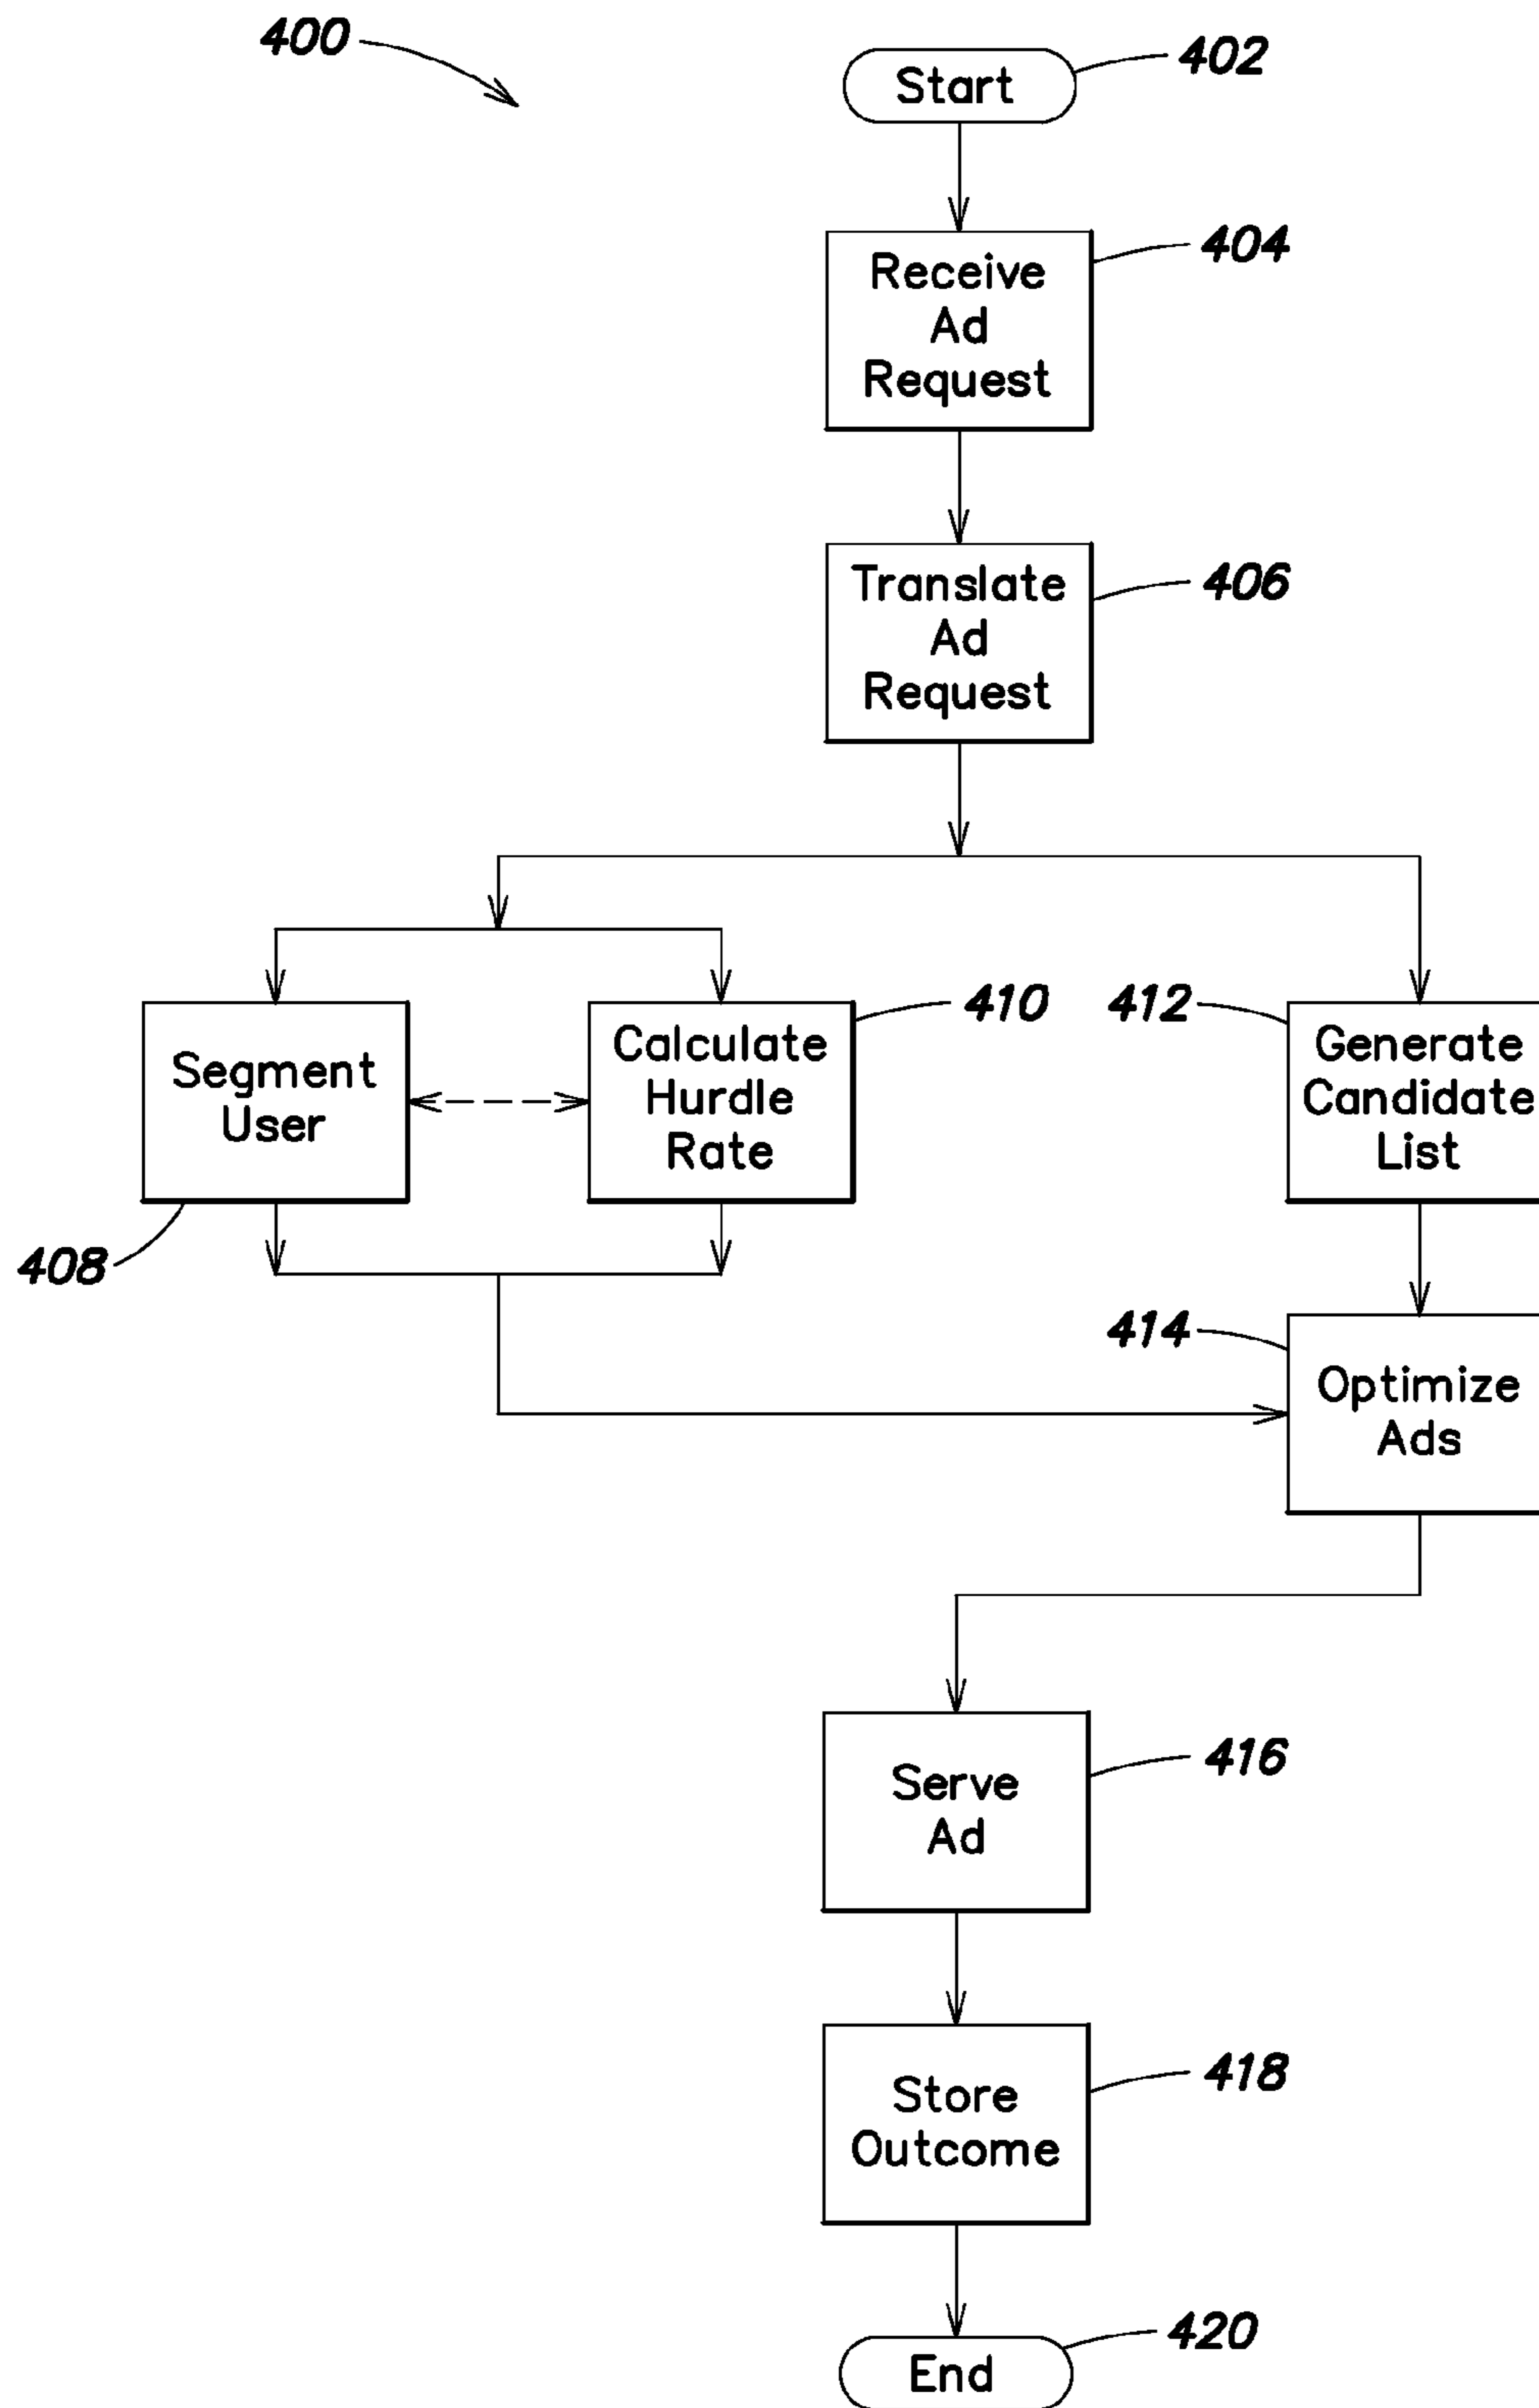 400
Start
402
Receive
Ad
Request
404
Translate
Ad
Request
406
Segment
User
408
Calculate
Hurdle
Rate
410
412
Generate
Candidate
List
414
Optimize
Ads
Serve
Ad
416
Store
Outcome
418
End
420